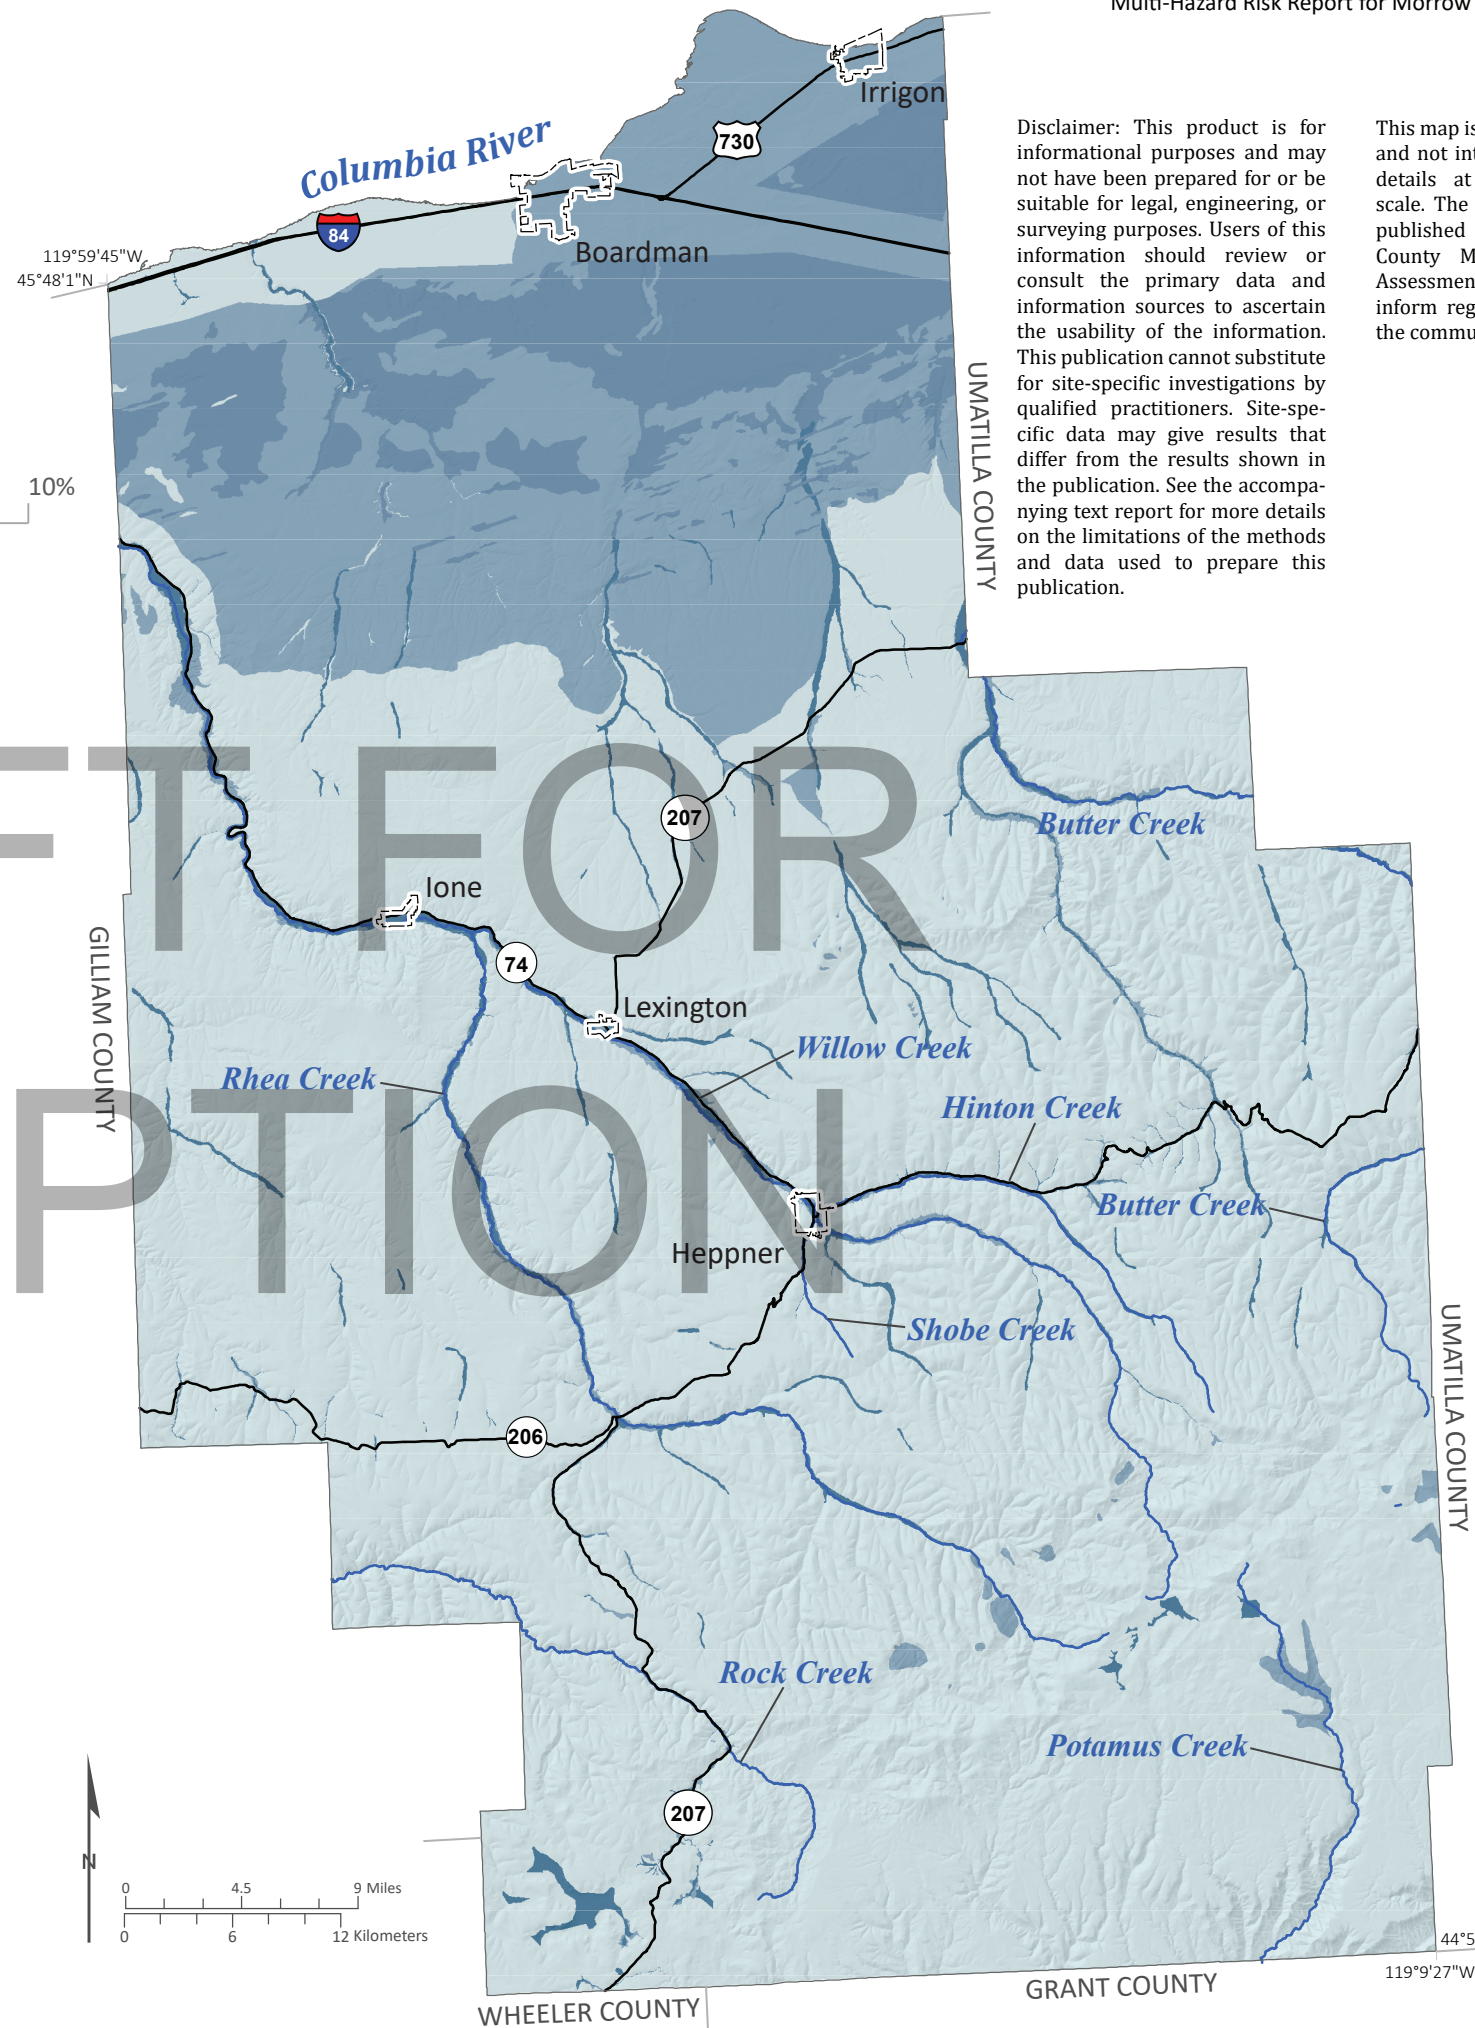 Multi-Hazard Risk Report for Morrow
Irrigon
730
Columbia River
84
Boardman
119°59'45"W
45°48'1"N
Disclaimer: This product is for
informational purposes and may
not have been prepared for or be
suitable for legal, engineering, or
surveying purposes. Users of this
information should review or
consult the primary data and
information sources to ascertain
the usability of the information.
This publication cannot substitute
for site-specific investigations by
qualified practitioners. Site-spe-
cific data may give results that
differ from the results shown in
the publication. See the accompa-
nying text report for more details
on the limitations of the methods
and data used to prepare this
publication.
This map is
and not int
details at
scale. The
published
County M
Assessment
inform reg
the commu
UMATILLA COUNTY
10%
FT FOR
207
Butter Creek
Ione
GILLIAM COUNTY
74
Lexington
Willow Creek
Rhea Creek
Hinton Creek
PTION
Butter Creek
Heppner
Shobe Creek
UMATILLA COUNTY
206
Rock Creek
Potamus Creek
207
N
0 4.5 9 Miles
0 6 12 Kilometers
44°5
119°9'27"W
GRANT COUNTY
WHEELER COUNTY